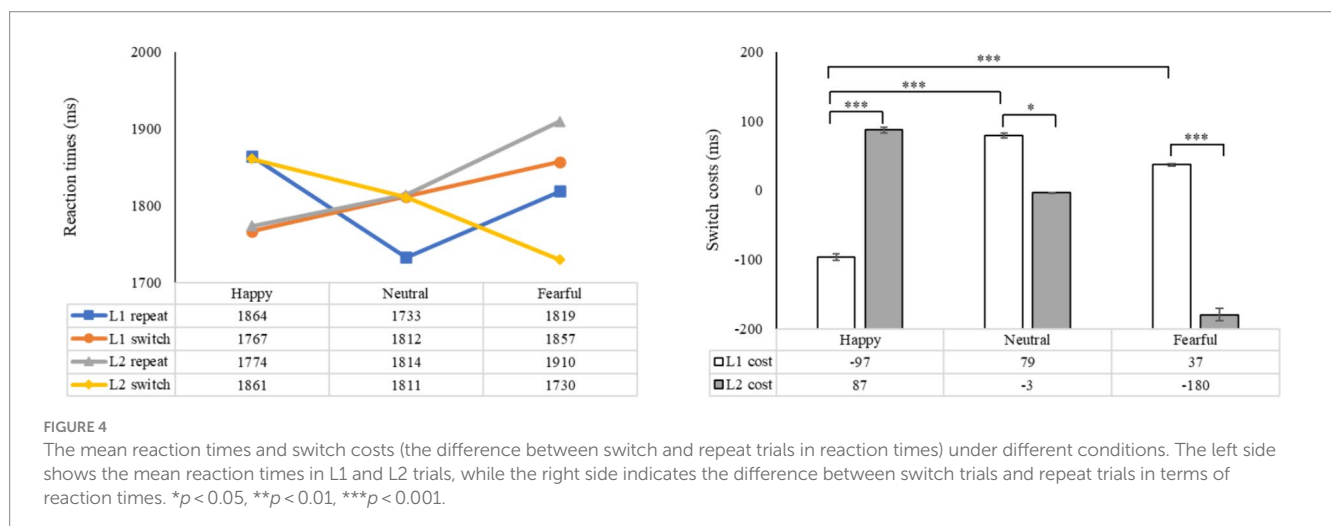 2000
1900
1800
1700
Reaction times (ms)
Happy Neutral Fearful
L1 repeat 1864 1733 1819
L1 switch 1767 1812 1857
L2 repeat 1774 1814 1910
L2 switch 1861 1811 1730
200
100
0
-100
-200
Switch costs (ms)
***
***
***
*
***
Happy Neutral Fearful
L1 cost -97 79 37
L2 cost 87 -3 -180
FIGURE 4
The mean reaction times and switch costs (the difference between switch and repeat trials in reaction times) under different conditions. The left side
shows the mean reaction times in L1 and L2 trials, while the right side indicates the difference between switch trials and repeat trials in terms of
reaction times. *p < 0.05, **p < 0.01, ***p < 0.001.